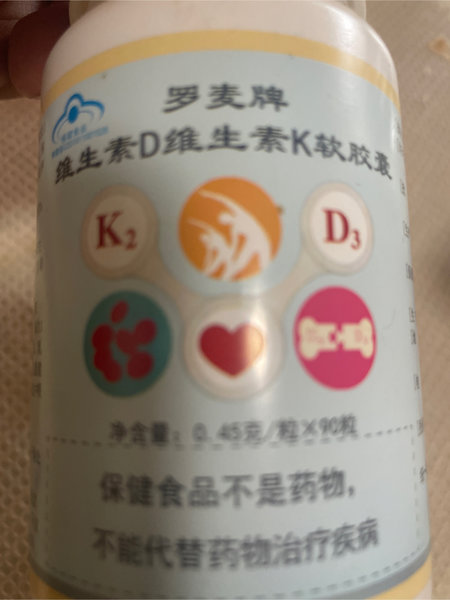 罗麦牌
维生素D维生素K软胶囊
K2
D3
净含量：0.45克/粒×90粒
保健食品不是药物，
不能代替药物治疗疾病